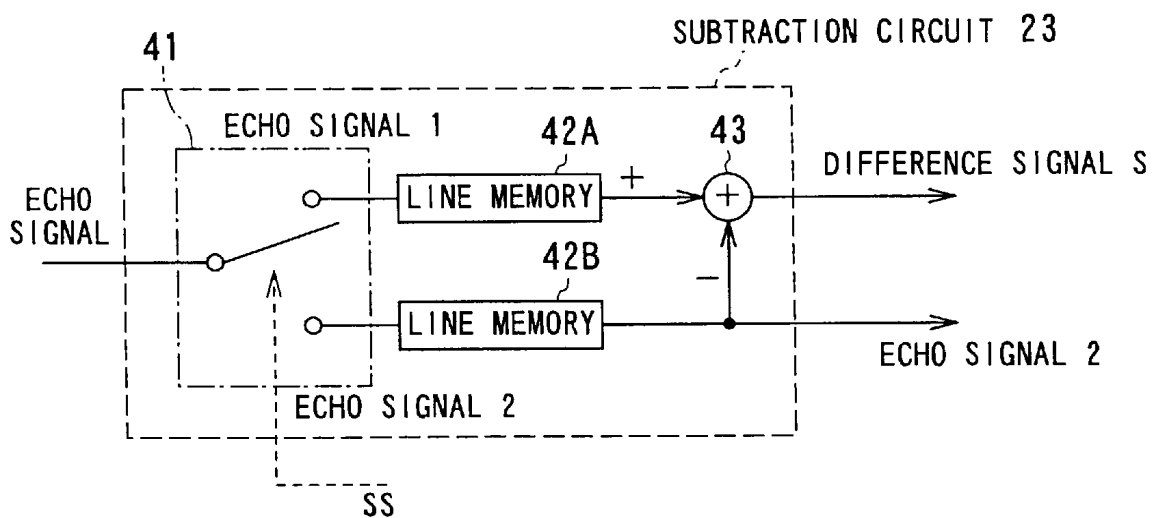 SUBTRACTION CIRCUIT 23
41
ECHO SIGNAL 1
42A
43
LINE MEMORY
+
+
DIFFERENCE SIGNAL S
ECHO
SIGNAL
42B
−
LINE MEMORY
ECHO SIGNAL 2
ECHO SIGNAL 2
SS